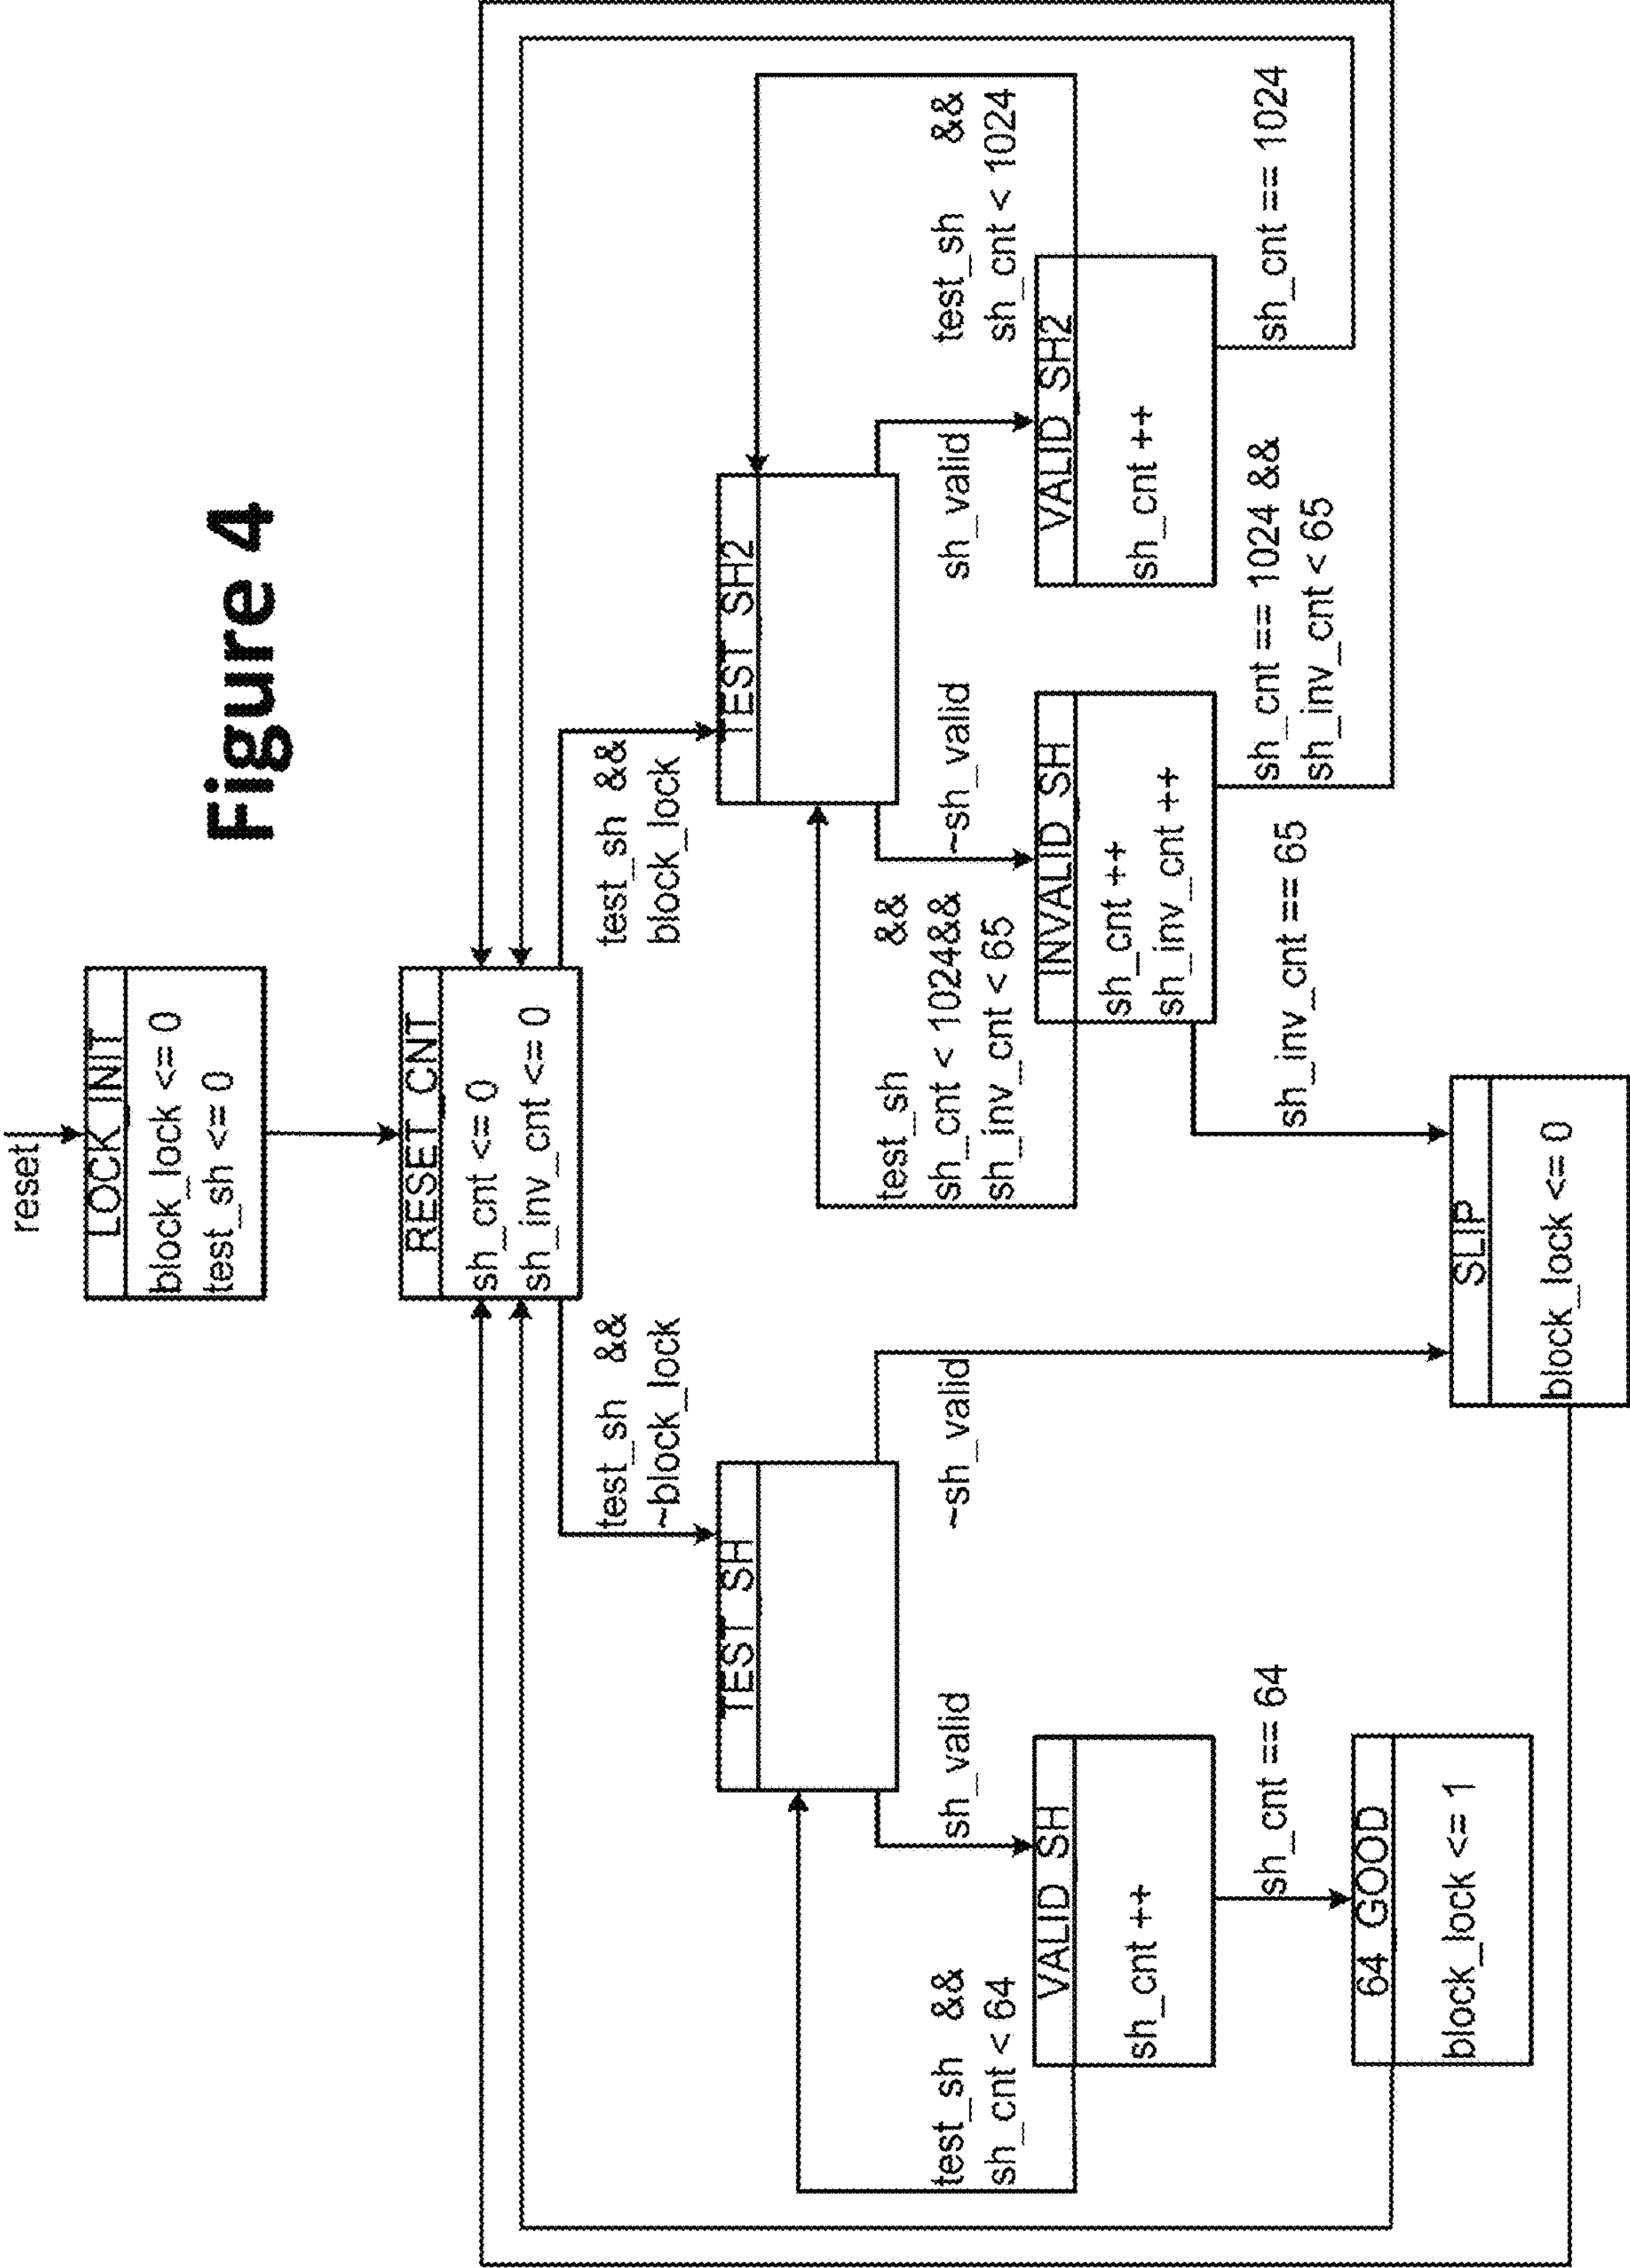 Figure 4
reset
LOCK_INIT
block_lock <= 0
test_sh <= 0
RESET_CNT
sh_cnt <= 0
sh_inv_cnt <= 0
test_sh &&
~block_lock
test_sh &&
block_lock
TEST_SH
TEST_SH2
test_sh &&
sh_cnt < 64
sh_valid
~sh_valid
test_sh &&
sh_cnt < 1024&&
sh_inv_cnt < 65
~sh_valid
sh_valid
test_sh &&
sh_cnt < 1024
VALID_SH
sh_cnt ++
INVALID_SH
sh_cnt ++
sh_inv_cnt ++
VALID_SH2
sh_cnt ++
sh_cnt == 64
sh_inv_cnt == 65
sh_cnt == 1024 &&
sh_inv_cnt < 65
sh_cnt == 1024
64_GOOD
block_lock <= 1
SLIP
block_lock <= 0